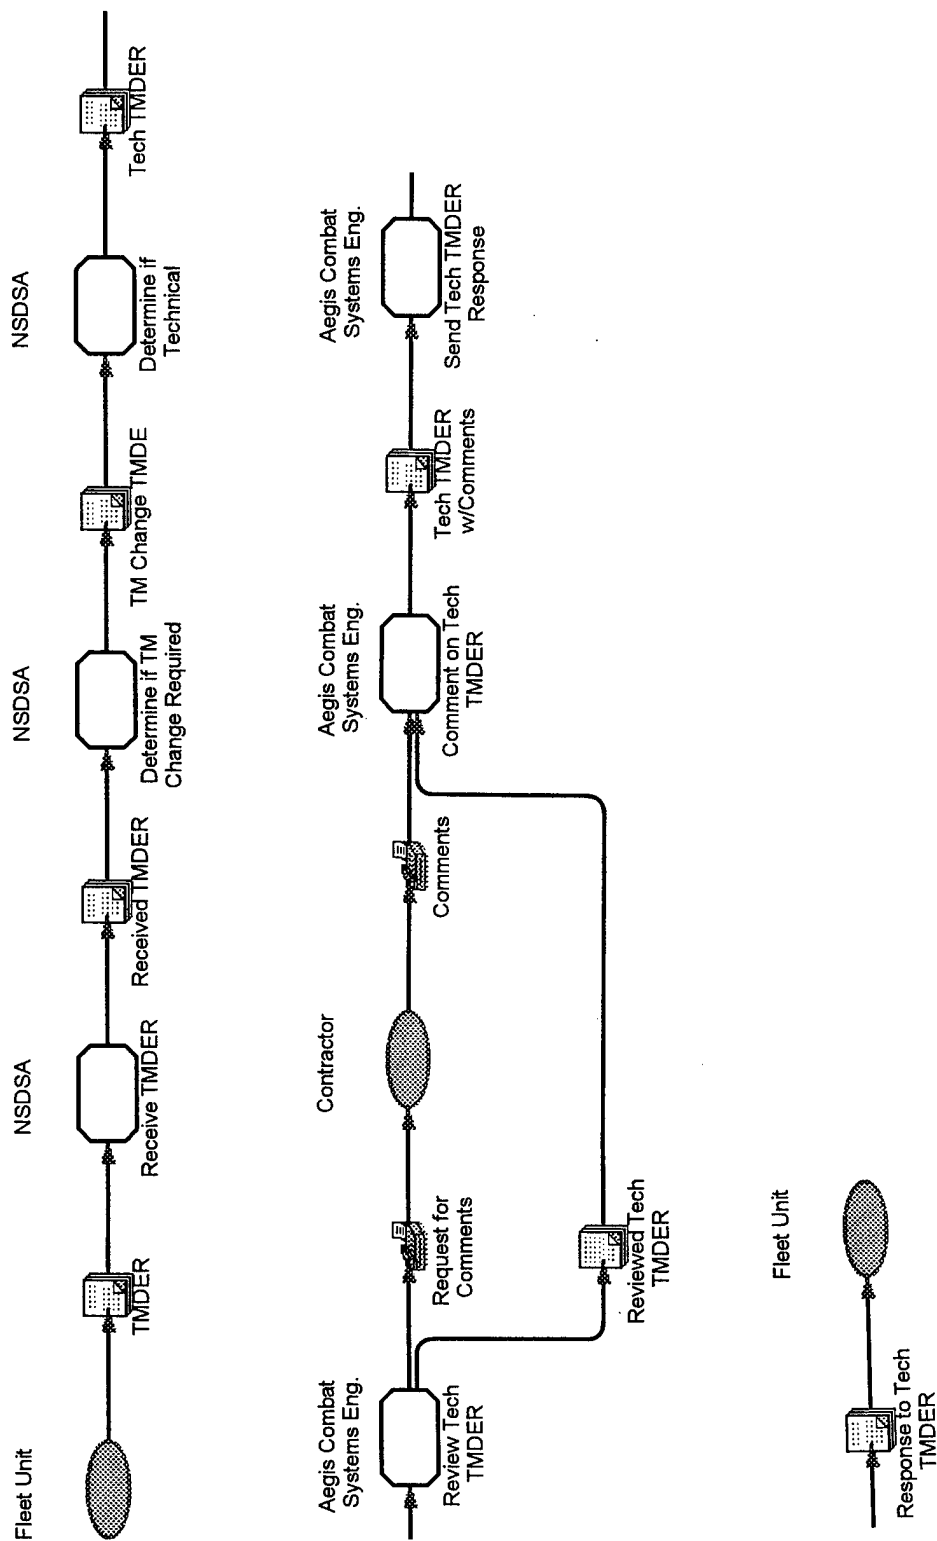 Fleet Unit
TMDER
NSDSA
Receive TMDER
Received TMDER
NSDSA
Determine if TM
Change Required
TM Change TMDE
NSDSA
Determine if
Technical
Tech TMDER
Aegis Combat
Systems Eng.
Review Tech
TMDER
Request for
Comments
Reviewed Tech
TMDER
Contractor
Comments
Aegis Combat
Systems Eng.
Comment on Tech
TMDER
Tech TMDER
w/Comments
Aegis Combat
Systems Eng.
Send Tech TMDER
Response
Response to Tech
TMDER
Fleet Unit